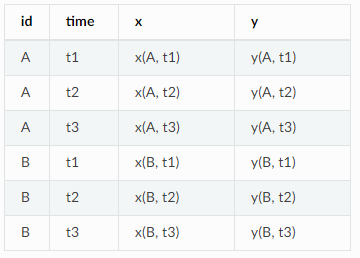 id time x y
A t1 x(A, t1) y(A, t1)
A t2 x(A, t2) y(A, t2)
A t3 x(A, t3) y(A, t3)
B t1 x(B, t1) y(B, t1)
B t2 x(B, t2) y(B, t2)
B t3 x(B, t3) y(B, t3)